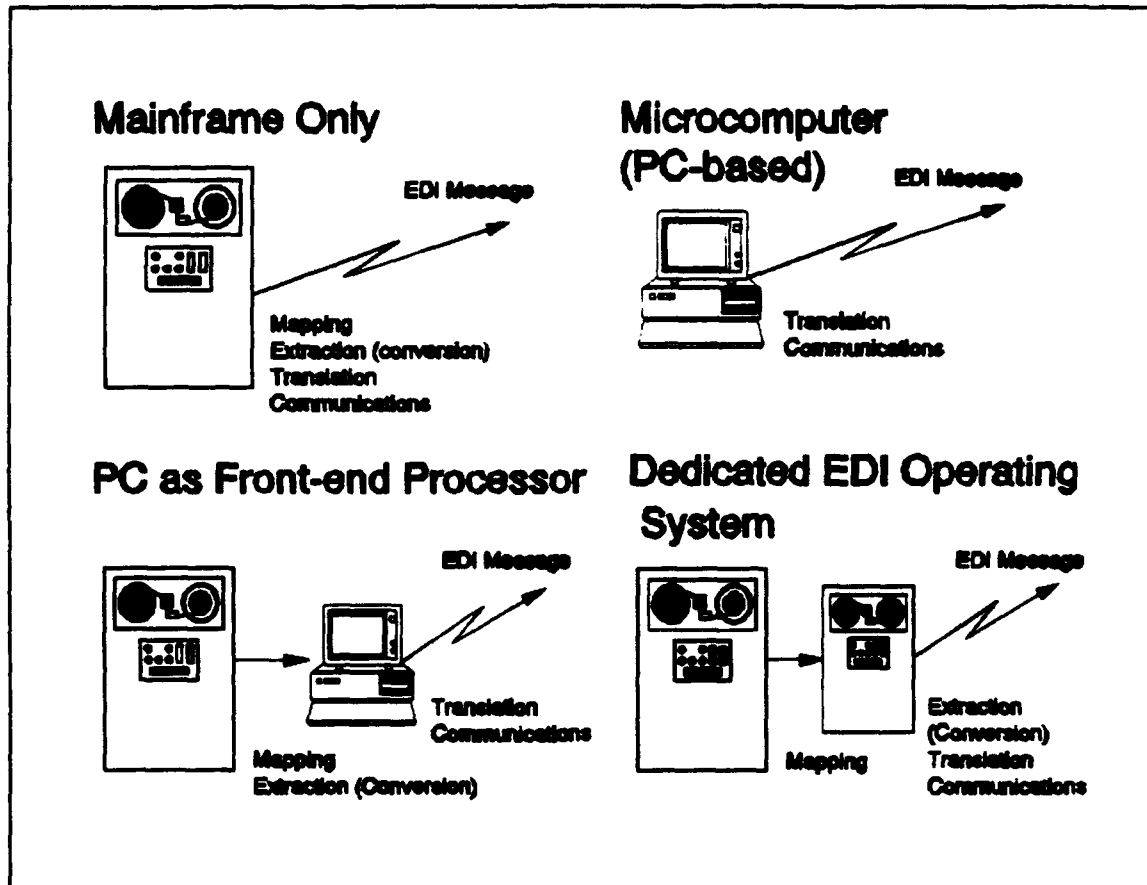 Mainframe Only
EDI Message
Mapping
Extraction (conversion)
Translation
Communications
Microcomputer
(PC-based)
EDI Message
Translation
Communications
PC as Front-end Processor
EDI Message
Translation
Communications
Mapping
Extraction (Conversion)
Dedicated EDI Operating
System
EDI Message
Mapping
Extraction
(Conversion)
Translation
Communications